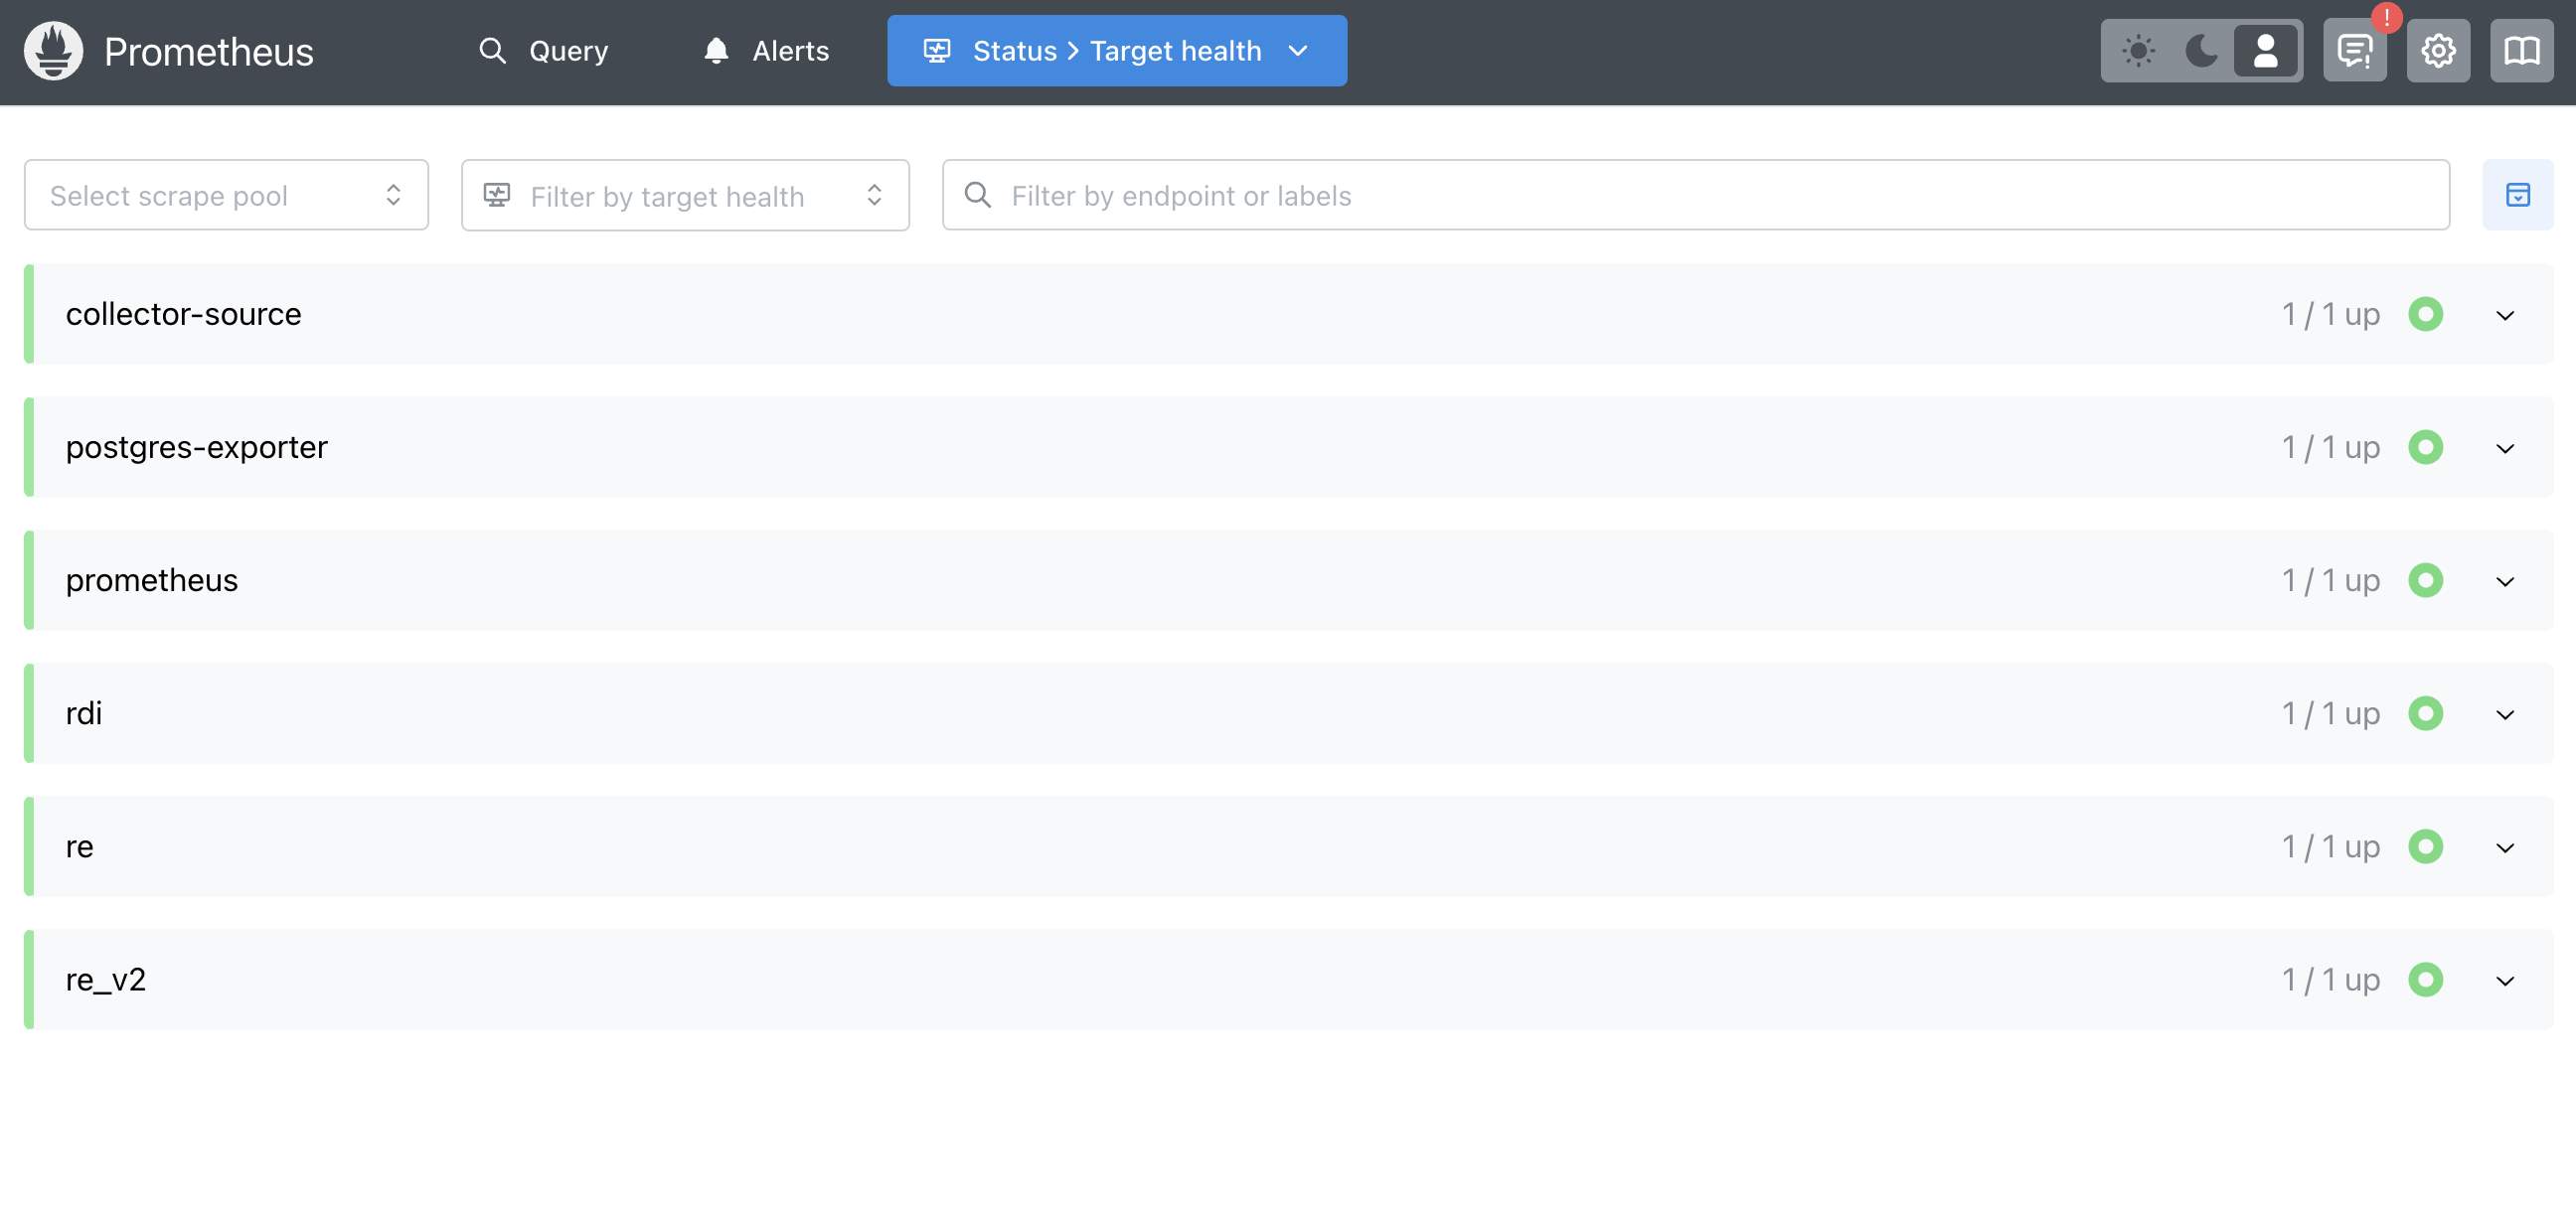 Prometheus
Query
Alerts
Status > Target health
!
Select scrape pool
Filter by target health
Filter by endpoint or labels
collector-source
1 / 1 up
postgres-exporter
1 / 1 up
prometheus
1 / 1 up
rdi
1 / 1 up
re
1 / 1 up
re_v2
1 / 1 up